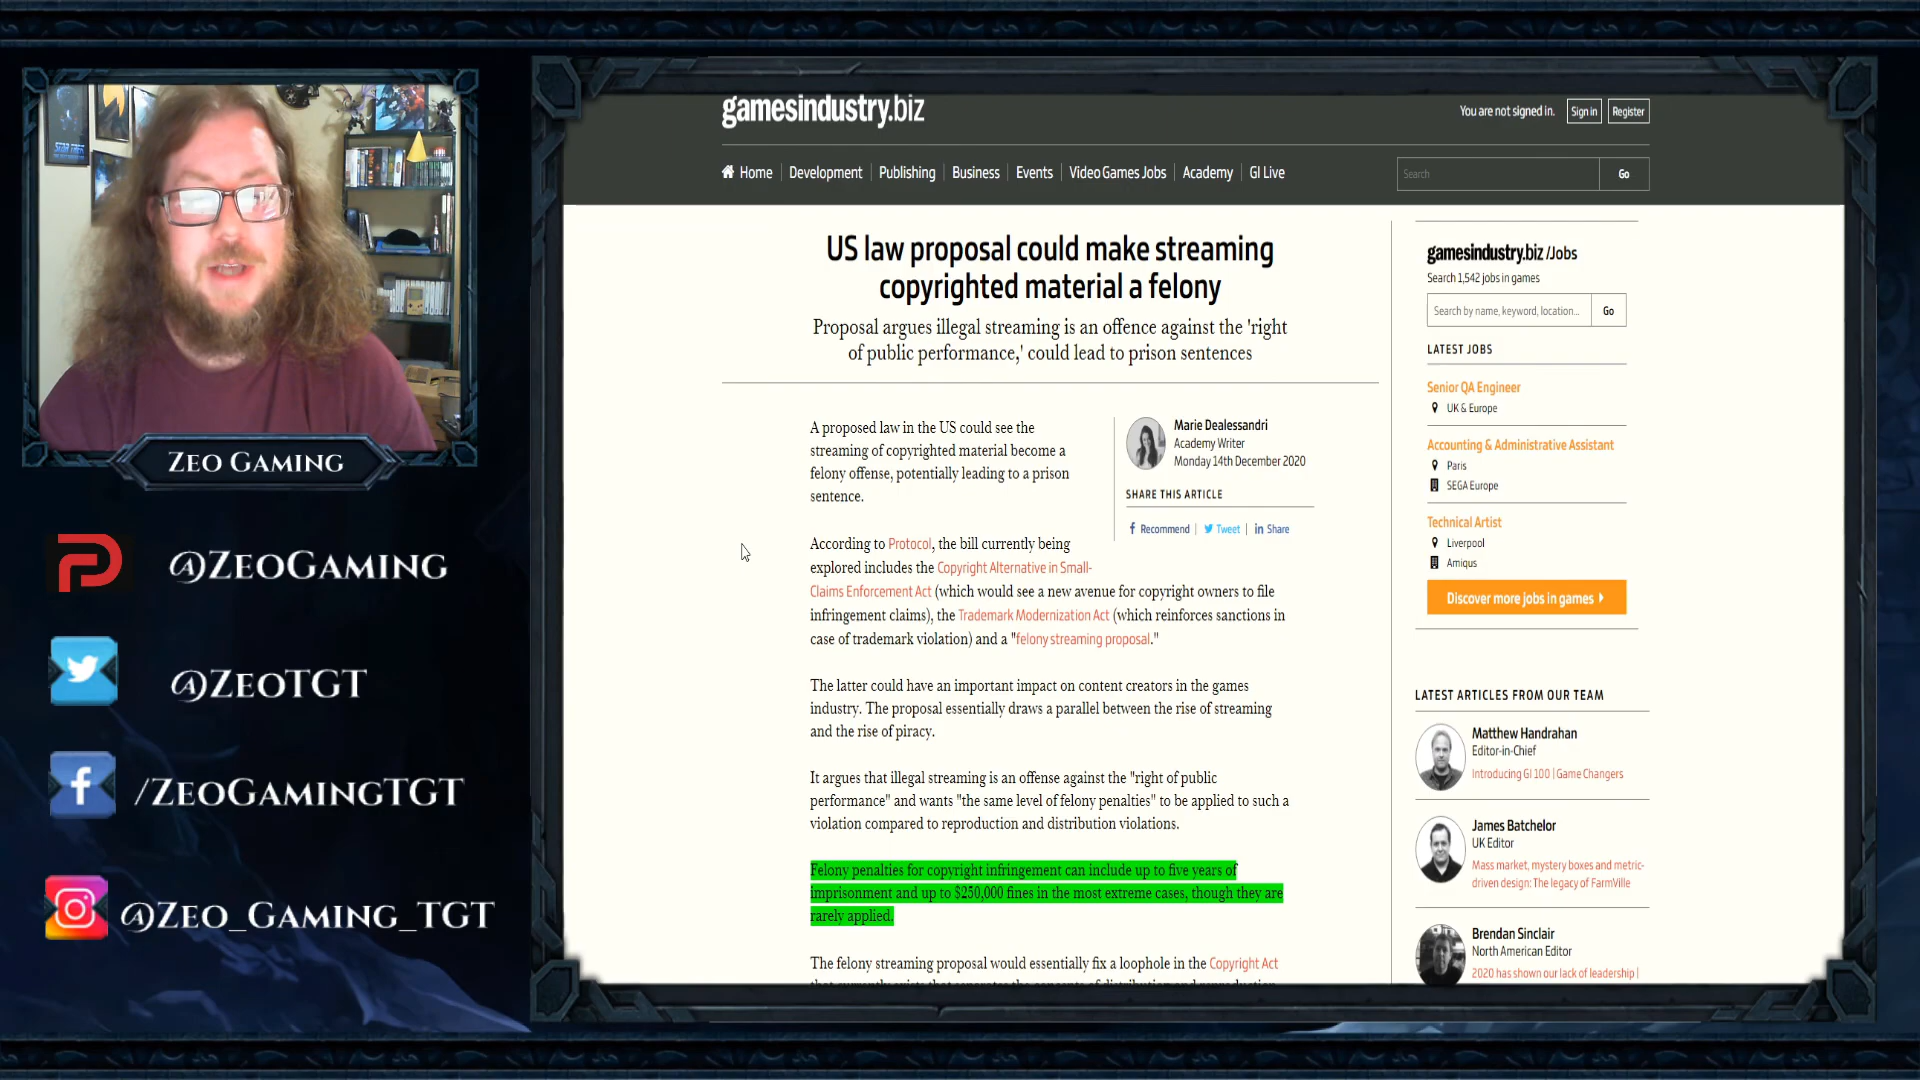 STAR TREK
ZEO GAMING
@ZEOGAMING
@ZEOTGT
/ZEOGAMINGTGT
@ZEO_GAMING_TGT
gamesindustry.biz
You are not signed in. Sign in Register
Home Development Publishing Business Events Video Games Jobs Academy GI Live
Search Go
US law proposal could make streaming
copyrighted material a felony
Proposal argues illegal streaming is an offence against the 'right
of public performance,' could lead to prison sentences
A proposed law in the US could see the
streaming of copyrighted material become a
felony offense, potentially leading to a prison
sentence.
Marie Dealessandri
Academy Writer
Monday 14th December 2020
SHARE THIS ARTICLE
Recommend Tweet Share
According to Protocol, the bill currently being
explored includes the Copyright Alternative in Small-
Claims Enforcement Act (which would see a new avenue for copyright owners to file
infringement claims), the Trademark Modernization Act (which reinforces sanctions in
case of trademark violation) and a "felony streaming proposal."
The latter could have an important impact on content creators in the games
industry. The proposal essentially draws a parallel between the rise of streaming
and the rise of piracy.
It argues that illegal streaming is an offense against the "right of public
performance" and wants "the same level of felony penalties" to be applied to such a
violation compared to reproduction and distribution violations.
Felony penalties for copyright infringement can include up to five years of
imprisonment and up to $250,000 fines in the most extreme cases, though they are
rarely applied.
The felony streaming proposal would essentially fix a loophole in the Copyright Act
gamesindustry.biz /Jobs
Search 1,542 jobs in games
Search by name, keyword, location... Go
LATEST JOBS
Senior QA Engineer
UK & Europe
Accounting & Administrative Assistant
Paris
SEGA Europe
Technical Artist
Liverpool
Amiqus
Discover more jobs in games
LATEST ARTICLES FROM OUR TEAM
Matthew Handrahan
Editor-in-Chief
Introducing GI 100 | Game Changers
James Batchelor
UK Editor
Mass market, mystery boxes and metric-
driven design: The legacy of FarmVille
Brendan Sinclair
North American Editor
2020 has shown our lack of leadership |